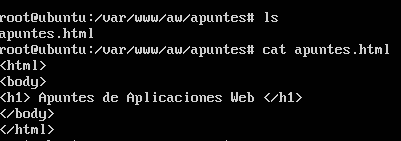 root@ubuntu:/var/www/aw/apuntes# ls
apuntes.html
root@ubuntu:/var/www/aw/apuntes# cat apuntes.html
<html>
<body>
<h1> Apuntes de Aplicaciones Web </h1>
</body>
</html>